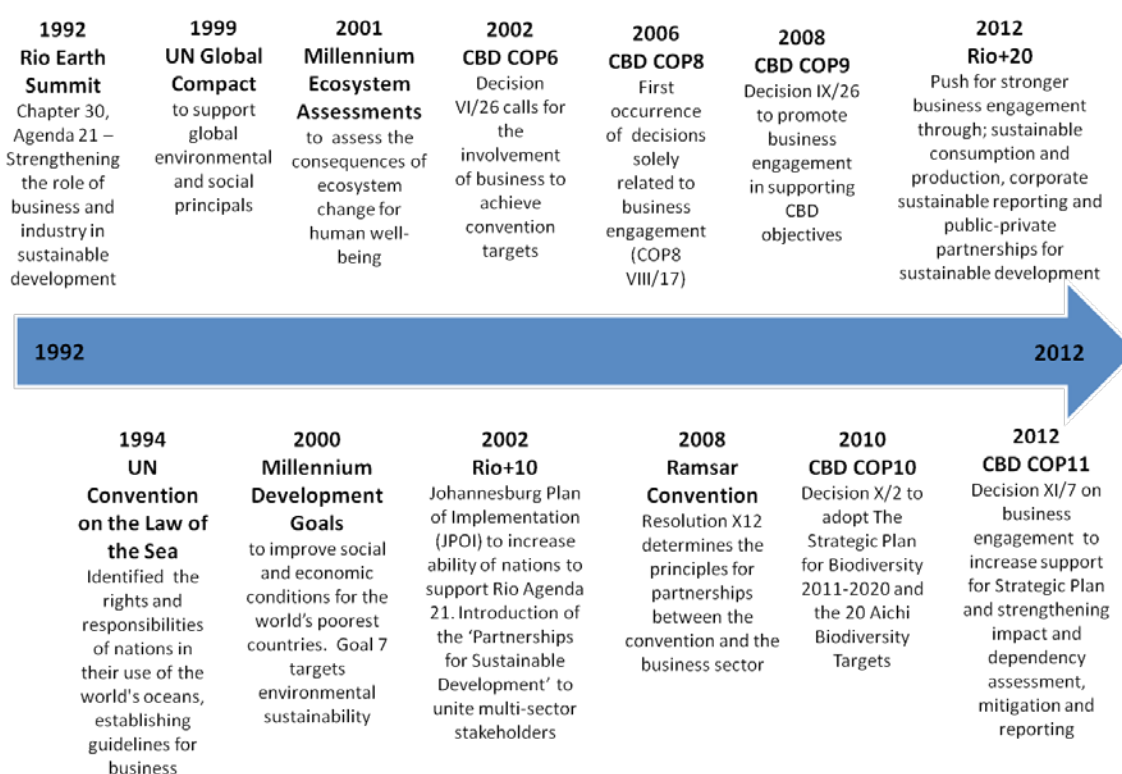 1992
Rio Earth
Summit
Chapter 30,
Agenda 21 –
Strengthening
the role of
business and
industry in
sustainable
development
1999
UN Global
Compact
to support
global
environmental
and social
principals
2001
Millennium
Ecosystem
Assessments
to assess the
consequences of
ecosystem
change for
human well-
being
2002
CBD COP6
Decision
VI/26 calls for
the
involvement
of business to
achieve
convention
targets
2006
CBD COP8
First
occurrence
of decisions
solely
related to
business
engagement
(COP8
VIII/17)
2008
CBD COP9
Decision IX/26
to promote
business
engagement
in supporting
CBD
objectives
2012
Rio+20
Push for stronger
business engagement
through; sustainable
consumption and
production, corporate
sustainable reporting and
public-private
partnerships for
sustainable development
1992
2012
1994
UN
Convention
on the Law of
the Sea
Identified the
rights and
responsibilities
of nations in
their use of the
world's oceans,
establishing
guidelines for
business
2000
Millennium
Development
Goals
to improve social
and economic
conditions for the
world's poorest
countries. Goal 7
targets
environmental
sustainability
2002
Rio+10
Johannesburg Plan
of Implementation
(JPOI) to increase
ability of nations to
support Rio Agenda
21. Introduction of
the 'Partnerships
for Sustainable
Development' to
unite multi-sector
stakeholders
2008
Ramsar
Convention
Resolution X12
determines the
principles for
partnerships
between the
convention and the
business sector
2010
CBD COP10
Decision X/2 to
adopt The
Strategic Plan
for Biodiversity
2011-2020 and
the 20 Aichi
Biodiversity
Targets
2012
CBD COP11
Decision XI/7 on
business
engagement to
increase support
for Strategic Plan
and strengthening
impact and
dependency
assessment,
mitigation and
reporting